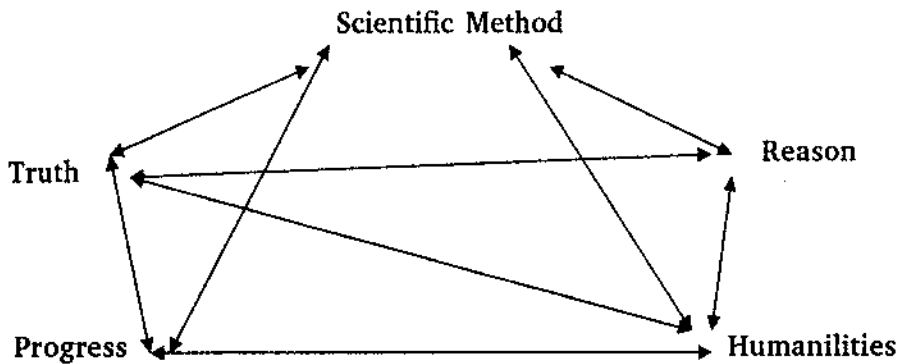 Scientific Method
Truth
Reason
Progress
Humanilities